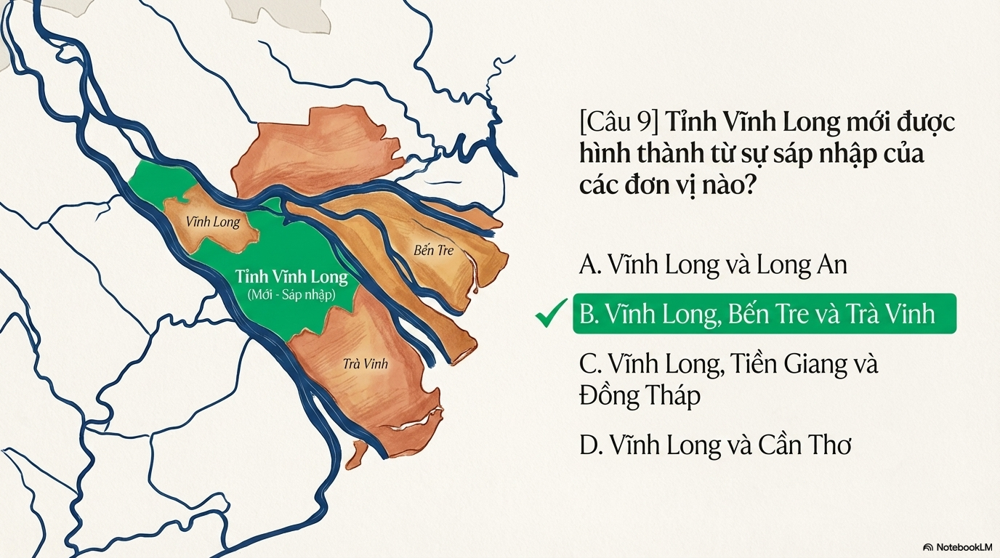 [Câu 9] Tỉnh Vĩnh Long mới được
hình thành từ sự sáp nhập của
các đơn vị nào?
A. Vĩnh Long và Long An
B. Vĩnh Long, Bến Tre và Trà Vinh
C. Vĩnh Long, Tiền Giang và
Đồng Tháp
D. Vĩnh Long và Cần Thơ
Vĩnh Long
Bến Tre
Tỉnh Vĩnh Long
(Mới - Sáp nhập)
Trà Vinh
NotebookLM